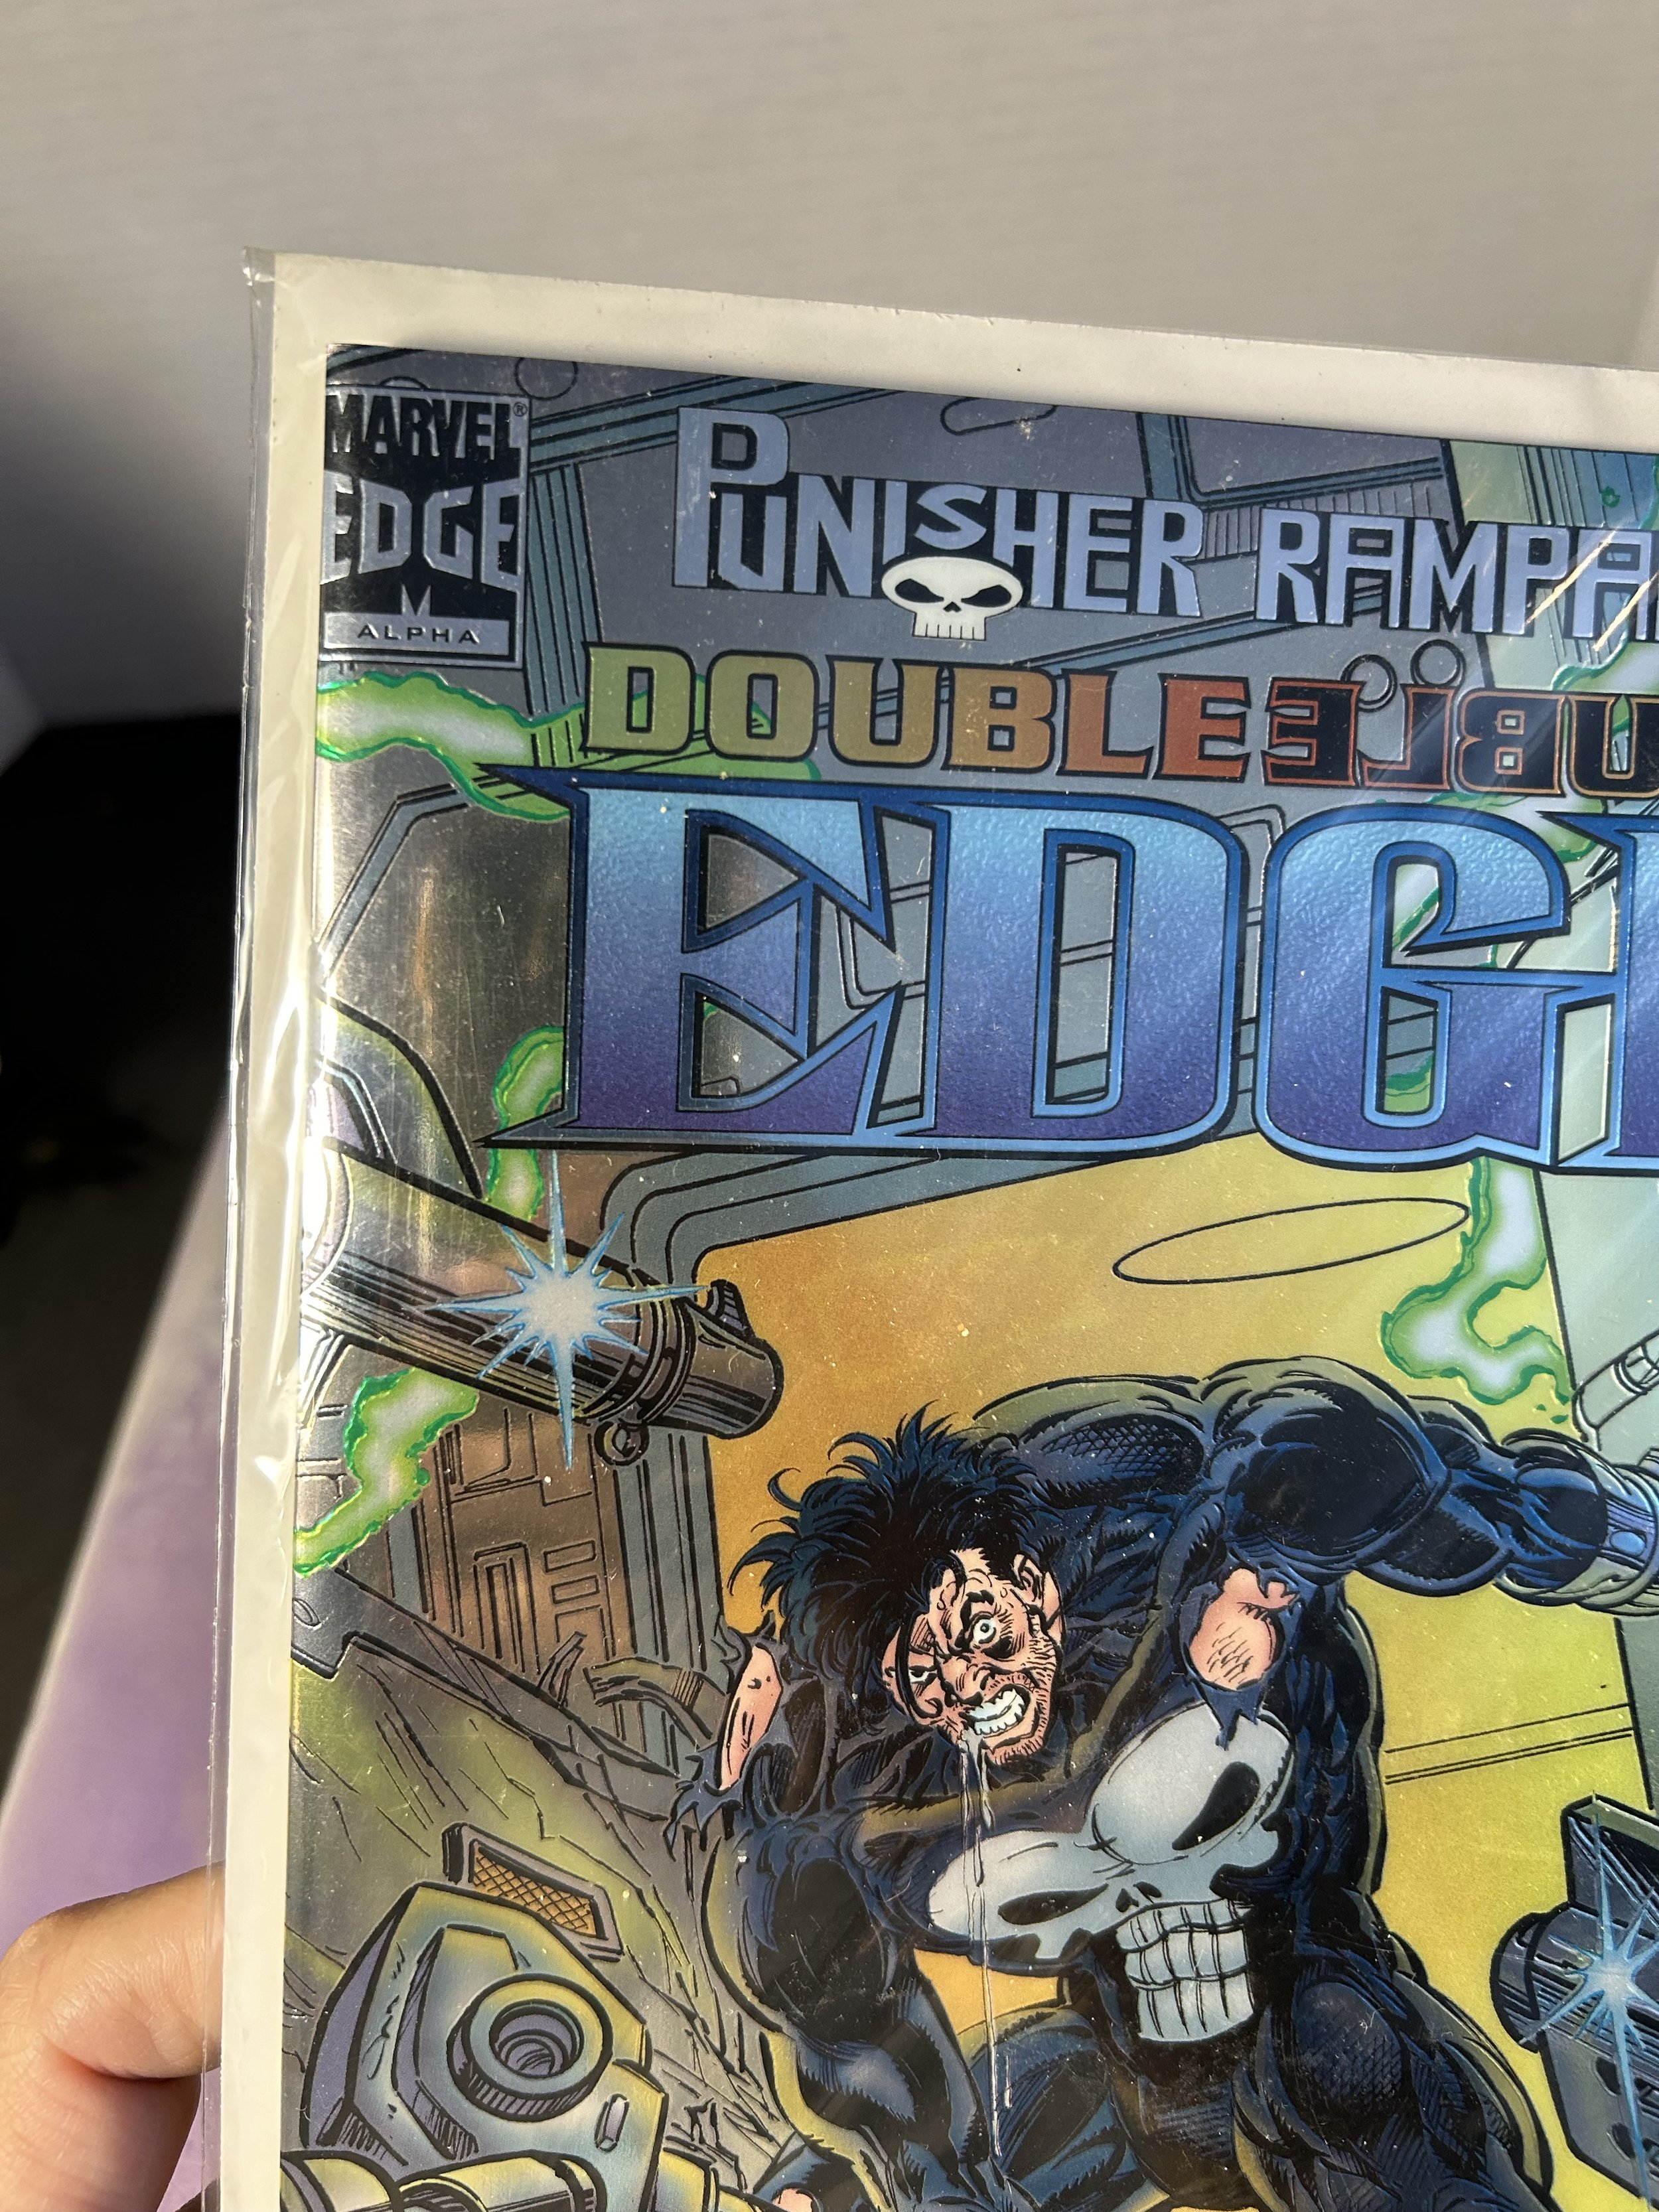 MARVEL®
EDGE
M
ALPHA
PUNISHER RAMPA
DOUBLE
EDG